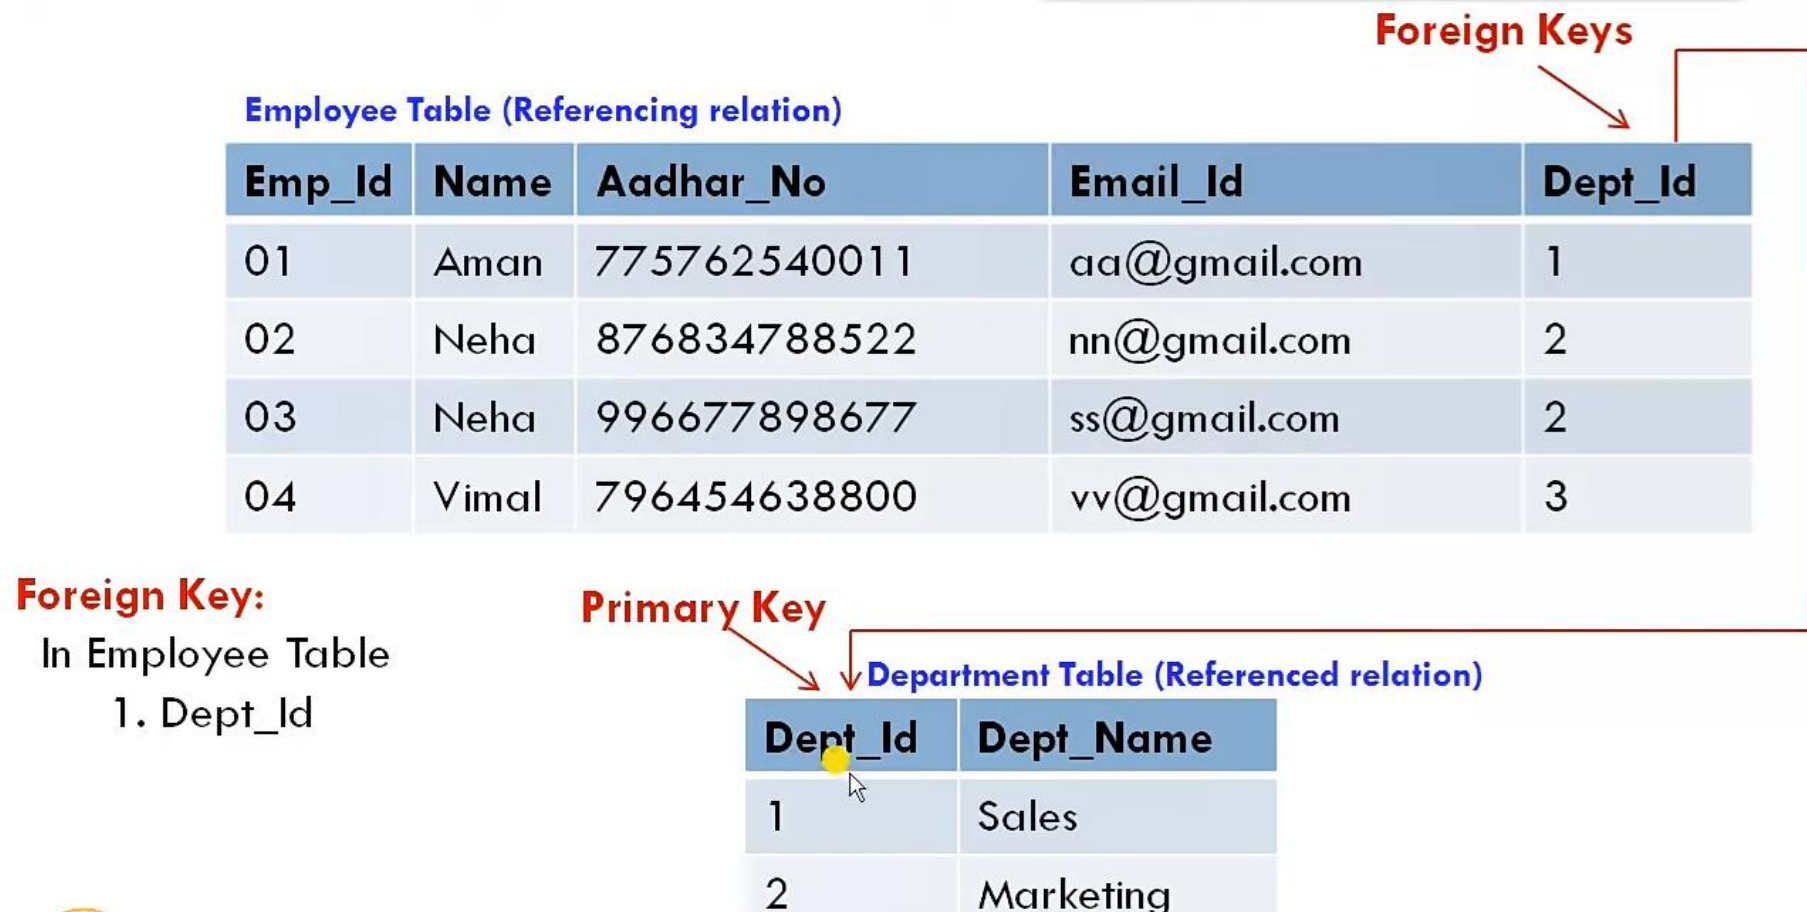 Foreign Keys
Employee Table (Referencing relation)
Emp_Id Name Aadhar_No Email_Id Dept_Id
01 Aman 775762540011 aa@gmail.com 1
02 Neha 876834788522 nn@gmail.com 2
03 Neha 996677898677 ss@gmail.com 2
04 Vimal 796454638800 vv@gmail.com 3
Foreign Key:
In Employee Table
1. Dept_Id
Primary Key
Department Table (Referenced relation)
Dept_Id Dept_Name
1 Sales
2 Marketing